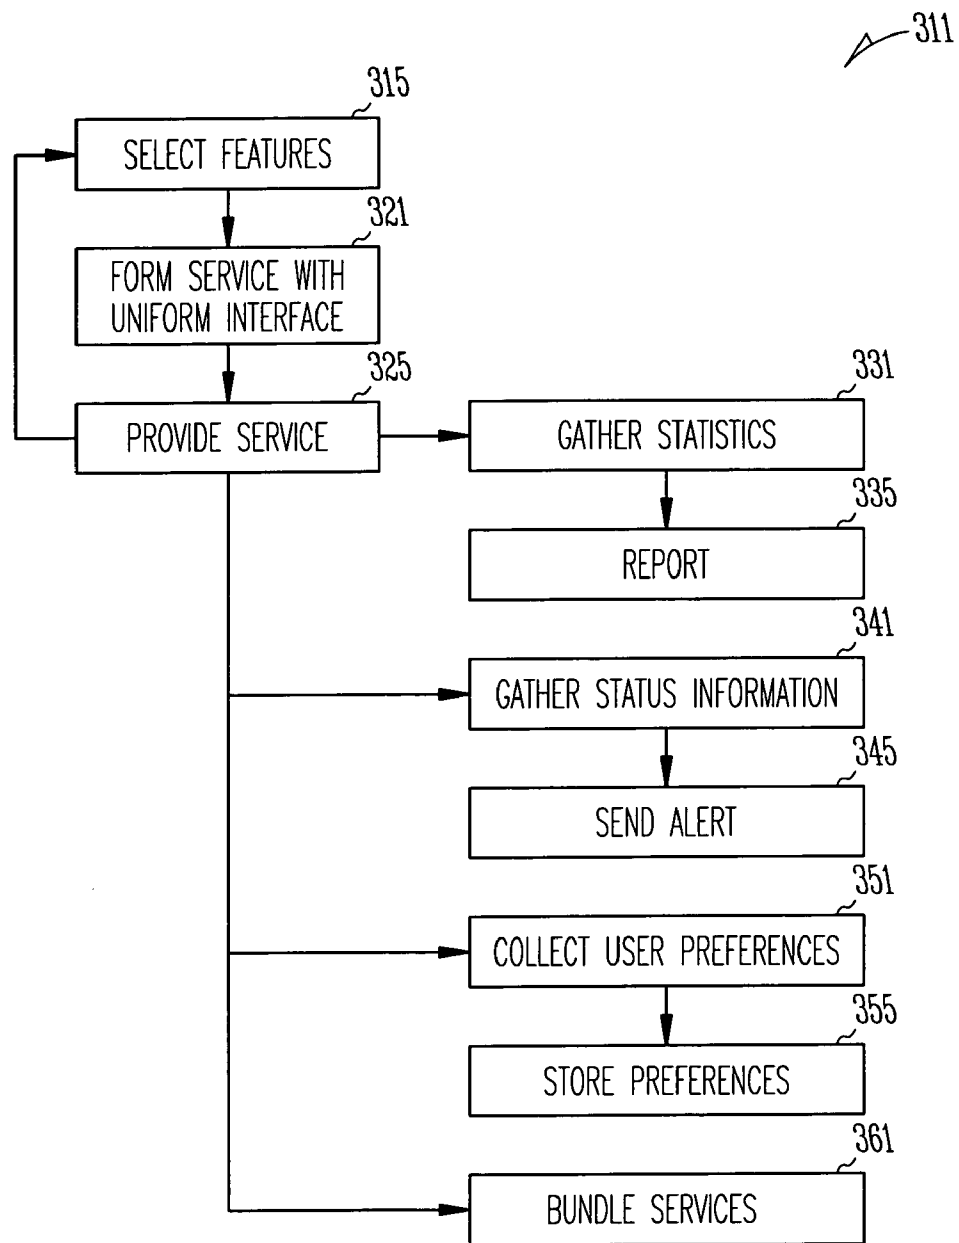 311
315
SELECT FEATURES
321
FORM SERVICE WITH
UNIFORM INTERFACE
325
PROVIDE SERVICE
331
GATHER STATISTICS
335
REPORT
341
GATHER STATUS INFORMATION
345
SEND ALERT
351
COLLECT USER PREFERENCES
355
STORE PREFERENCES
361
BUNDLE SERVICES